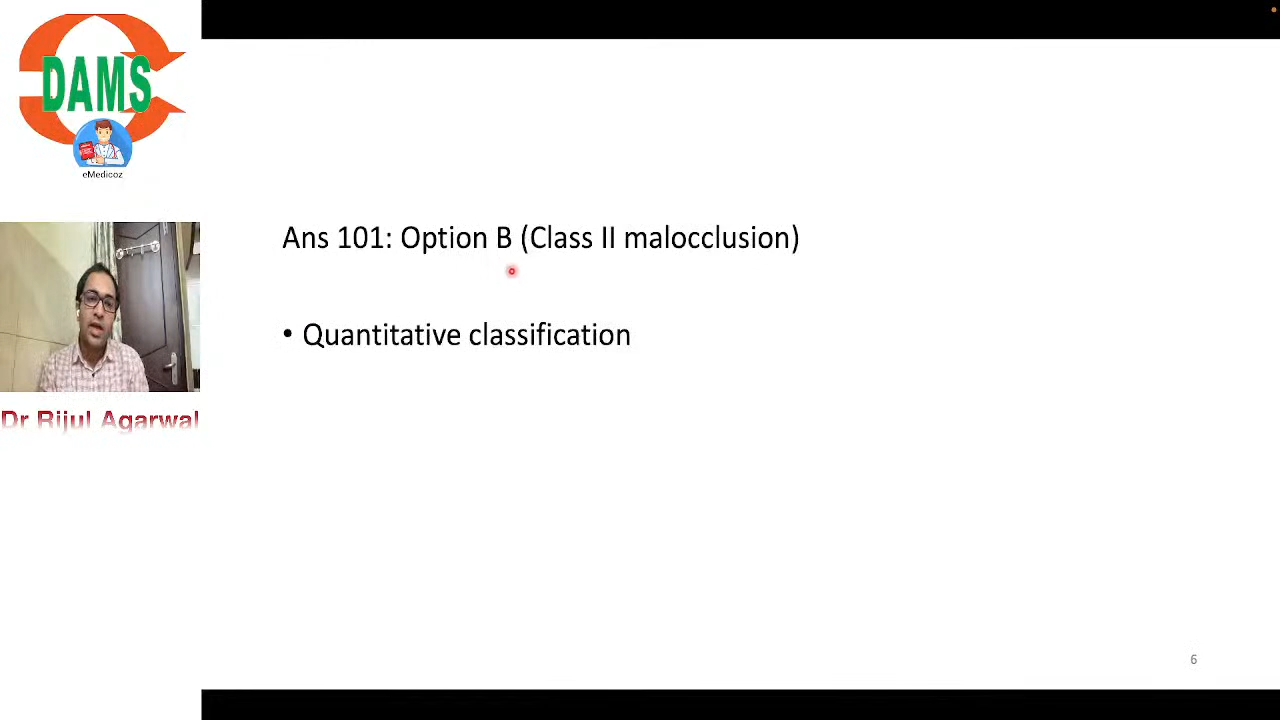 DAMS
eMedicoz
Dr Rijul Agarwal
Ans 101: Option B (Class II malocclusion)
• Quantitative classification
6